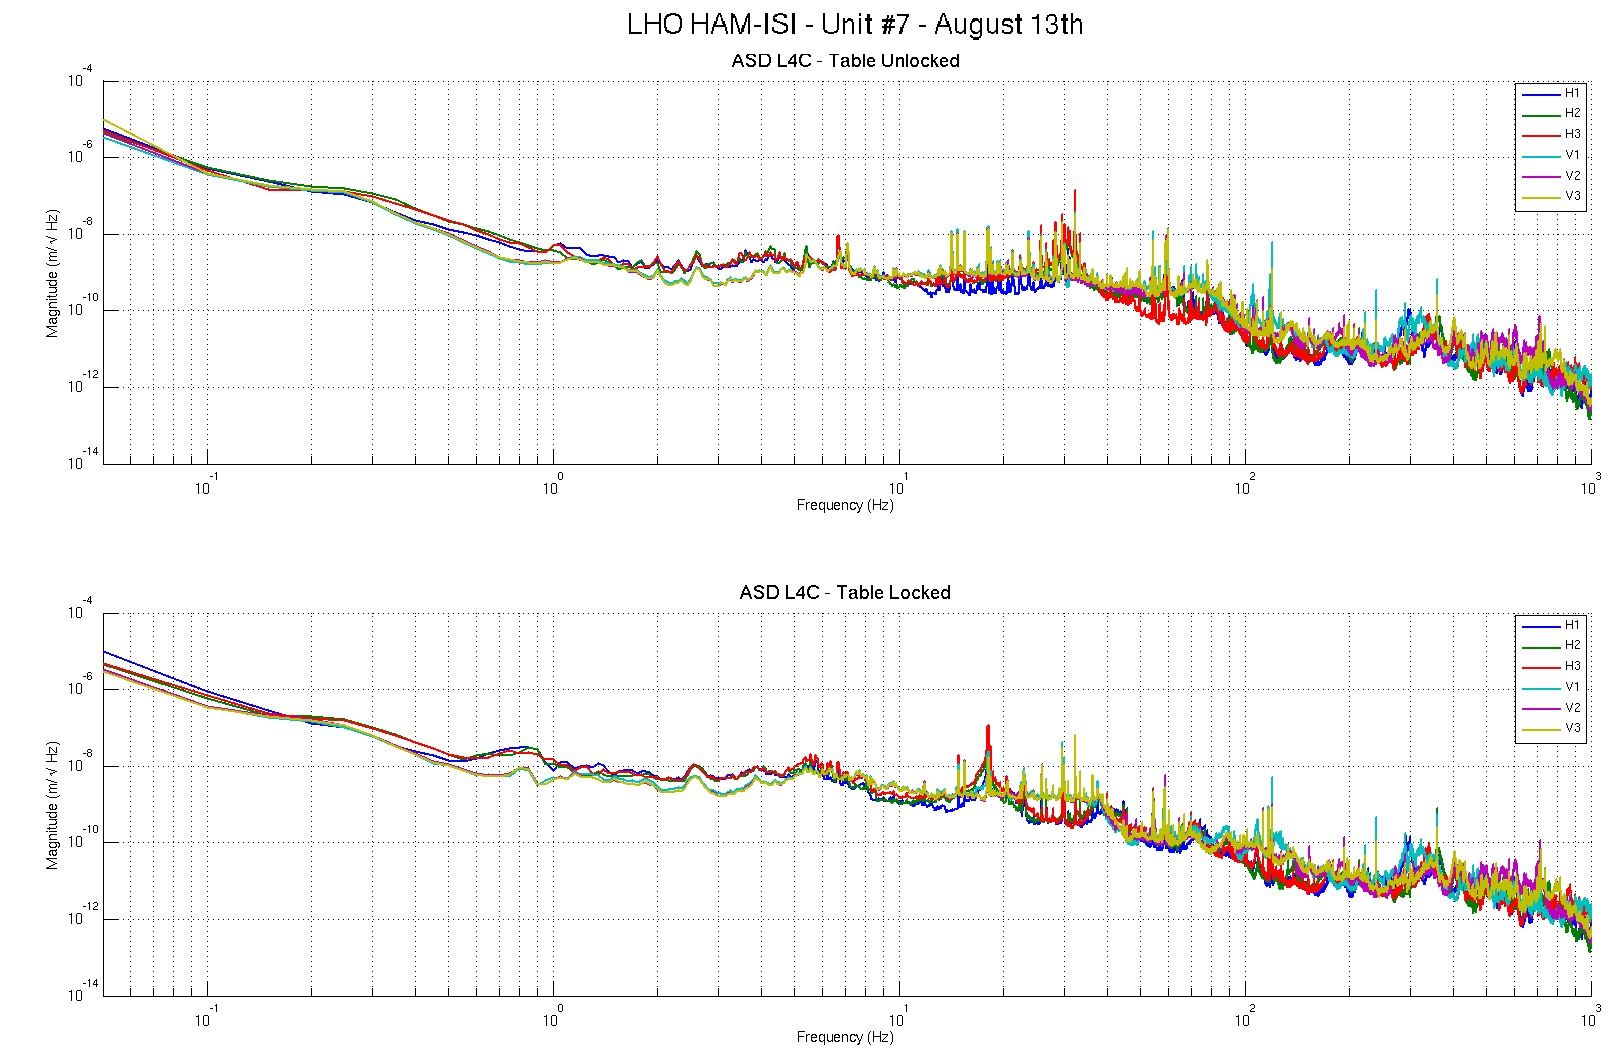 LHO HAM-ISI - Unit #7 - August 13th
ASD L4C - Table Unlocked
Magnitude (m/ √ Hz)
10^-4
10^-6
10^-8
10^-10
10^-12
10^-14
H1
H2
H3
V1
V2
V3
10^-1
10^0
10^1
10^2
10^3
Frequency (Hz)
ASD L4C - Table Locked
Magnitude (m/ √ Hz)
10^-4
10^-6
10^-8
10^-10
10^-12
10^-14
H1
H2
H3
V1
V2
V3
10^-1
10^0
10^1
10^2
10^3
Frequency (Hz)